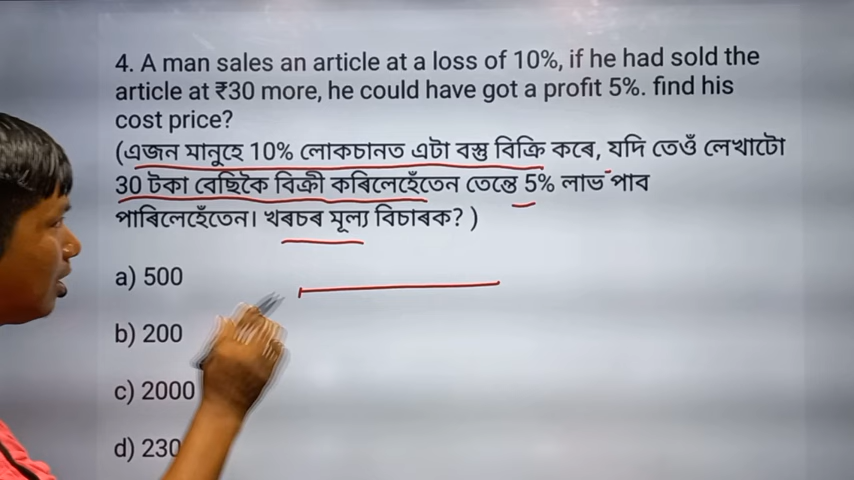 4. A man sales an article at a loss of 10%, if he had sold the
article at ₹30 more, he could have got a profit 5%. find his
cost price?
(এজন মানুহে 10% লোকচানত এটা বস্তু বিক্ৰি কৰে, যদি তেওঁ লেখাটো
30 টকা বেছিকৈ বিক্ৰী কৰিলেহেঁতেন তেন্তে 5% লাভ পাব
পাৰিলেহেঁতেন। খৰচৰ মূল্য বিচাৰক? )
a) 500
b) 200
c) 2000
d) 230